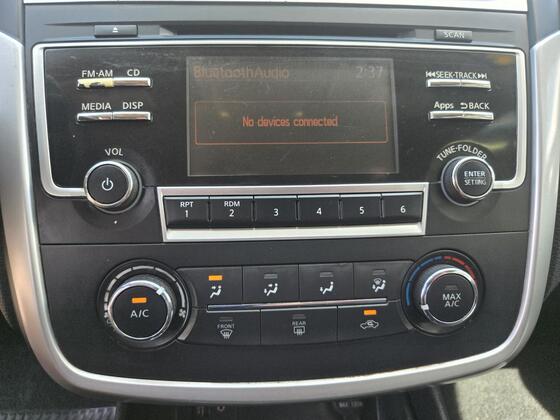 SCAN
FM·AM CD
MEDIA DISP
BluetoothAudio 2:37
No devices connected
SEEK·TRACK
Apps BACK
VOL
TUNE·FOLDER
ENTER
SETTING
RPT
1
RDM
2
3
4
5
6
A/C
FRONT
REAR
MAX
A/C